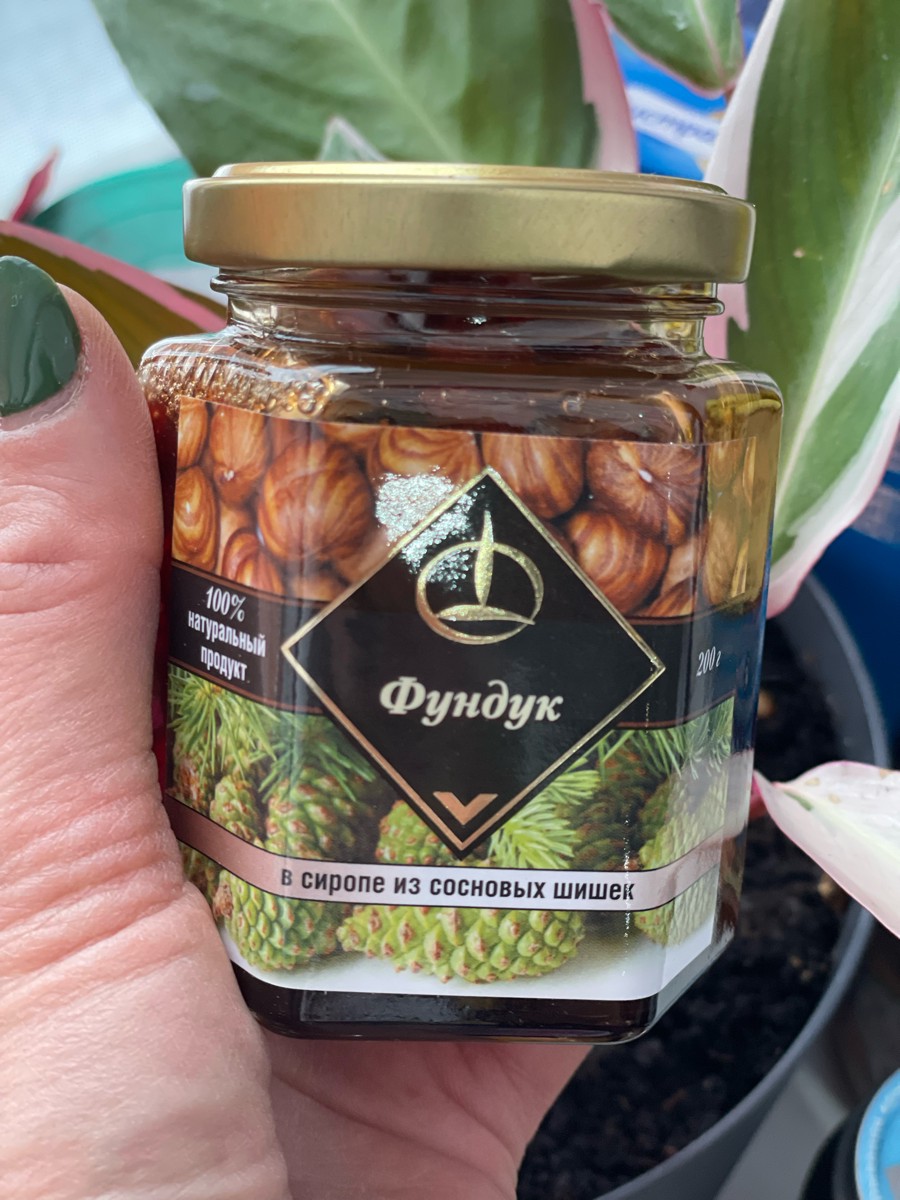 100%
натуральный
продукт
Фундук
200 г
в сиропе из сосновых шишек